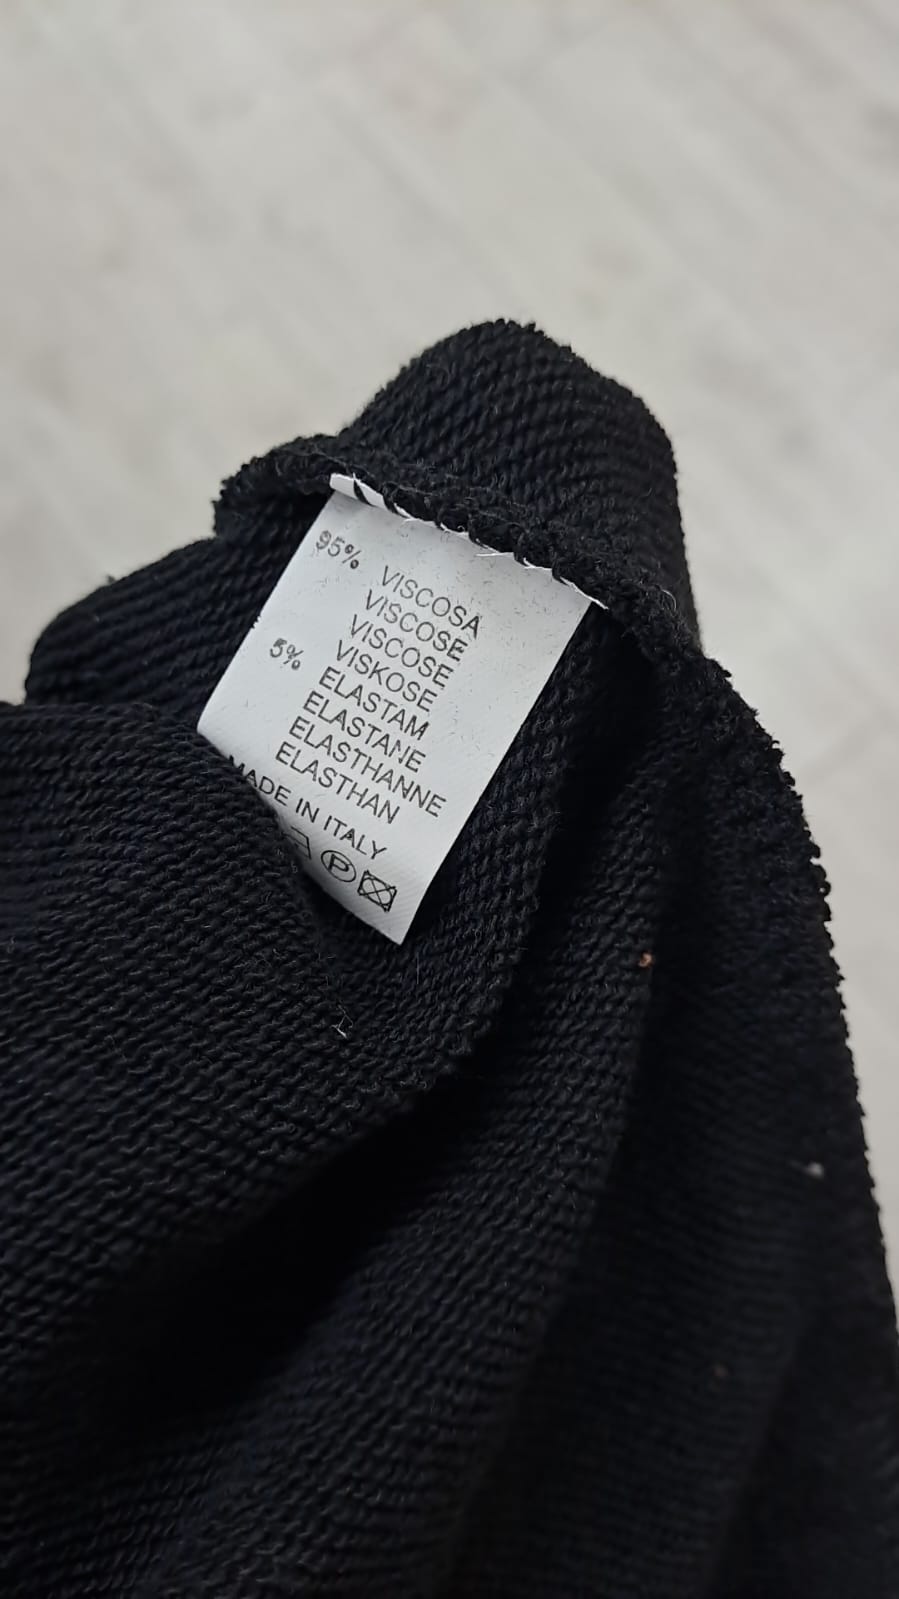 95% VISCOSA
VISCOSE
VISCOSE
5% VISKOSE
ELASTAM
ELASTANE
ELASTHANNE
ELASTHAN
MADE IN ITALY
P